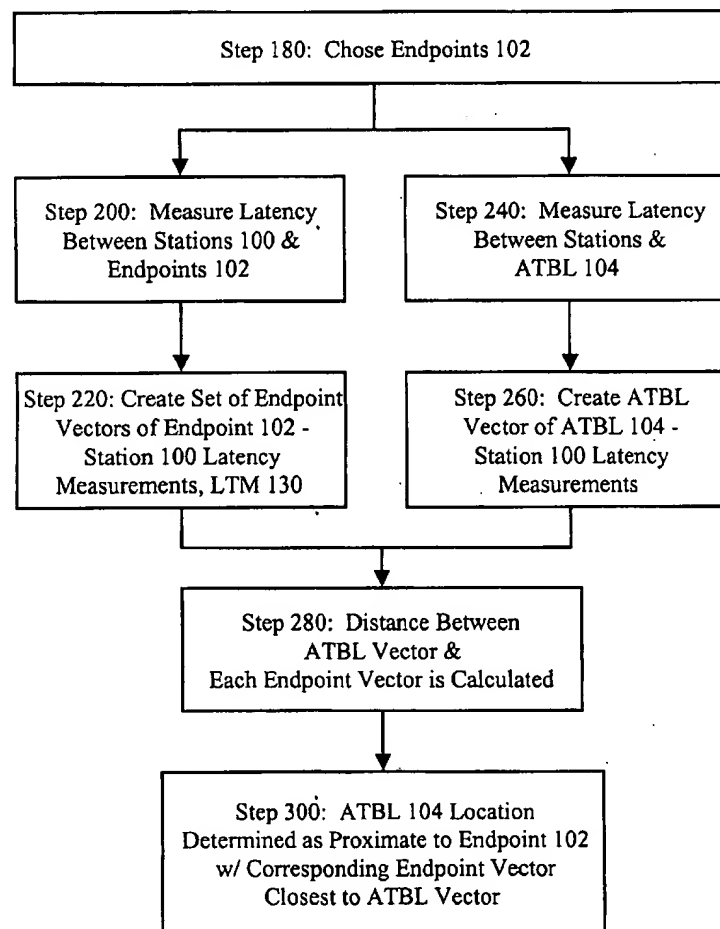 Step 180: Chose Endpoints 102
Step 200: Measure Latency
Between Stations 100 &
Endpoints 102
Step 240: Measure Latency
Between Stations &
ATBL 104
Step 220: Create Set of Endpoint
Vectors of Endpoint 102 -
Station 100 Latency
Measurements, LTM 130
Step 260: Create ATBL
Vector of ATBL 104 -
Station 100 Latency
Measurements
Step 280: Distance Between
ATBL Vector &
Each Endpoint Vector is Calculated
Step 300: ATBL 104 Location
Determined as Proximate to Endpoint 102
w/ Corresponding Endpoint Vector
Closest to ATBL Vector